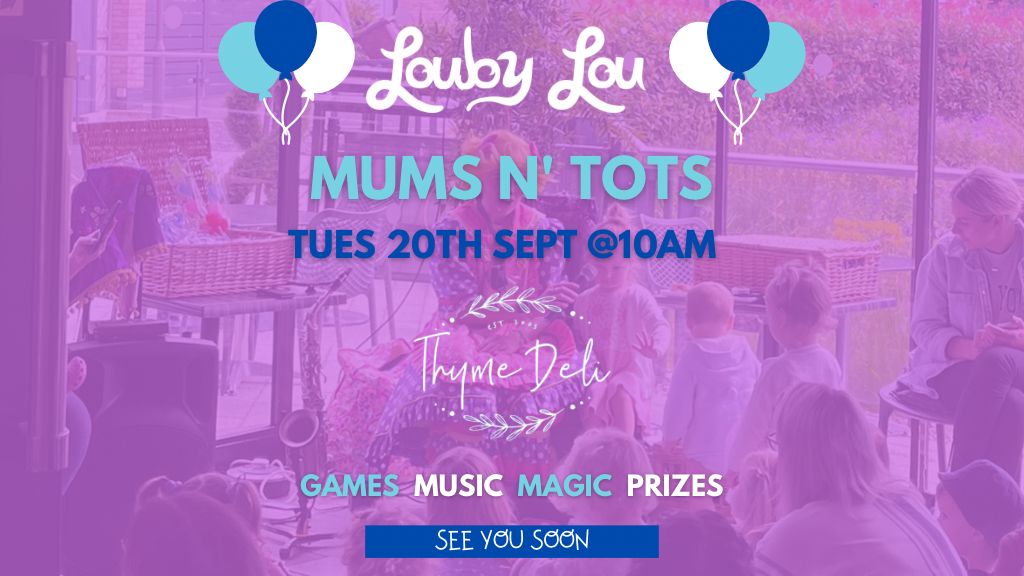 Louby Lou
MUMS N' TOTS
TUES 20TH SEPT @10AM
Thyme Deli
GAMES MUSIC MAGIC PRIZES
SEE YOU SOON